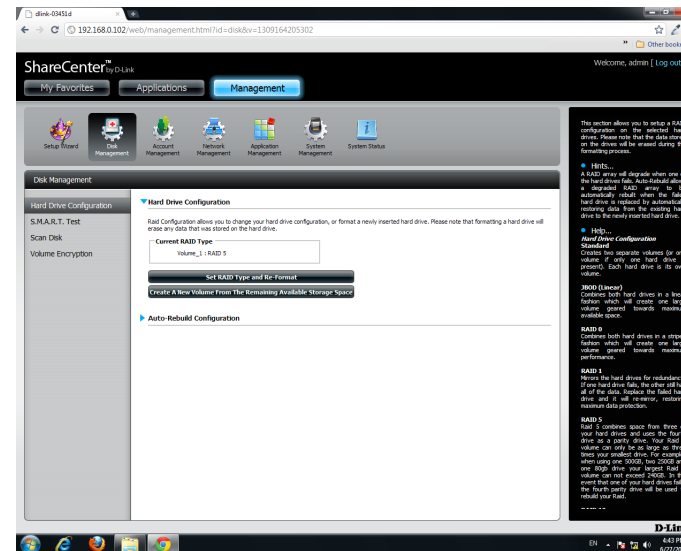 dlink-03451d
192.168.0.102/web/management.html?id=disk&v=1309164205302
Other book
ShareCenter™ by D-Link
Welcome, admin [ Log out
My Favorites
Applications
Management
Setup Wizard
Disk Management
Account Management
Network Management
Application Management
System Management
System Status
Disk Management
Hard Drive Configuration
S.M.A.R.T. Test
Scan Disk
Volume Encryption
Hard Drive Configuration
Raid Configuration allows you to change your hard drive configuration, or format a newly inserted hard drive. Please note that formatting a hard drive will
erase any data that was stored on the hard drive.
Current RAID Type
Volume_1 : RAID 5
Set RAID Type and Re-Format
Create A New Volume From The Remaining Available Storage Space
Auto-Rebuild Configuration
This section allows you to setup a RAI
configuration on the selected ha
drives. Please note that the data store
on the drives will be erased during th
formatting process.
Hints...
A RAID array will degrade when one
the hard drives fails. Auto-Rebuild allow
a degraded RAID array to b
automatically rebuilt when the faile
hard drive is replaced by automatica
restoring data from the existing ha
drive to the newly inserted hard drive.
Help...
Hard Drive Configuration
Standard
Creates two separate volumes (or or
volume if only one hard drive
present). Each hard drive is its ow
volume.
JBOD (Linear)
Combines both hard drives in a linea
fashion which will create one larg
volume geared towards maximu
available space.
RAID 0
Combines both hard drives in a stripe
fashion which will create one larg
volume geared towards maximu
performance.
RAID 1
Mirrors the hard drives for redundanc
If one hard drive fails, the other still ha
all of the data. Replace the failed ha
drive and it will re-mirror, restorin
maximum data protection.
RAID 5
Raid 5 combines space from three
your hard drives and uses the four
drive as a parity drive. Your Raid
volume can only be as large as thre
times your smallest drive. For example
when using one 500GB, two 250GB an
one 80gb drive your largest Raid
volume can not exceed 240GB. In th
event that one of your hard drives fail
the fourth parity drive will be used
rebuild your Raid.
D-Lin
EN
4:43 P
6/27/20